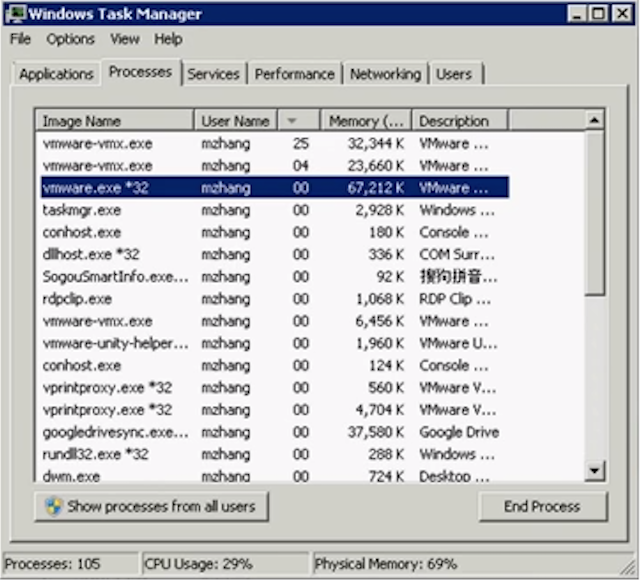 Windows Task Manager
File Options View Help
Applications Processes Services Performance Networking Users
Image Name User Name Memory (... Description
vmware-vmx.exe mzhang 25 32,344 K VMware ...
vmware-vmx.exe mzhang 04 23,660 K VMware ...
vmware.exe *32 mzhang 00 67,212 K VMware ...
taskmgr.exe mzhang 00 2,928 K Windows ...
conhost.exe mzhang 00 180 K Console ...
dllhost.exe *32 mzhang 00 336 K COM Surr...
SogouSmartInfo.exe... mzhang 00 92 K 搜狗拼音...
rdpclip.exe mzhang 00 1,068 K RDP Clip ...
vmware-vmx.exe mzhang 00 6,456 K VMware ...
vmware-unity-helper... mzhang 00 1,960 K VMware U...
conhost.exe mzhang 00 124 K Console ...
vprintproxy.exe *32 mzhang 00 560 K VMware V...
vprintproxy.exe *32 mzhang 00 4,704 K VMware V...
googledrivesync.exe... mzhang 00 37,580 K Google Drive
rundll32.exe *32 mzhang 00 288 K Windows ...
dwm.exe mzhang 00 724 K Desktop ...
Show processes from all users End Process
Processes: 105 CPU Usage: 29% Physical Memory: 69%